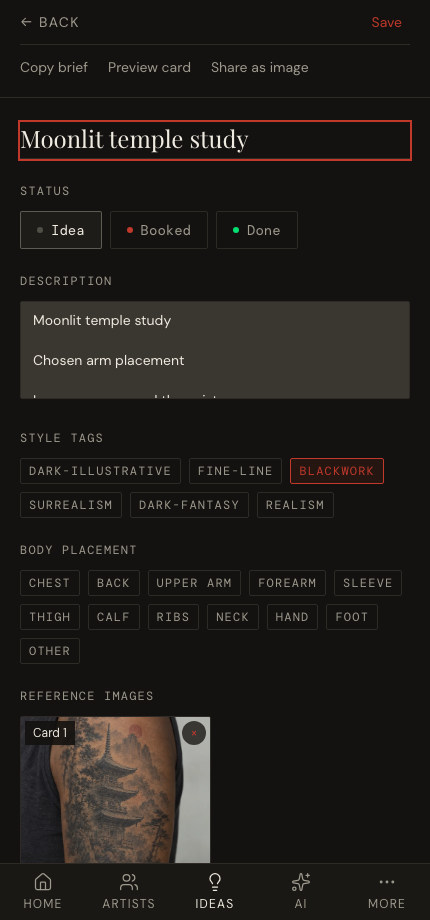 ← BACK Save
Copy brief Preview card Share as image
Moonlit temple study
STATUS
Idea Booked Done
DESCRIPTION
Moonlit temple study
Chosen arm placement
STYLE TAGS
DARK-ILLUSTRATIVE FINE-LINE BLACKWORK
SURREALISM DARK-FANTASY REALISM
BODY PLACEMENT
CHEST BACK UPPER ARM FOREARM SLEEVE
THIGH CALF RIBS NECK HAND FOOT
OTHER
REFERENCE IMAGES
Card 1 ×
HOME ARTISTS IDEAS AI MORE